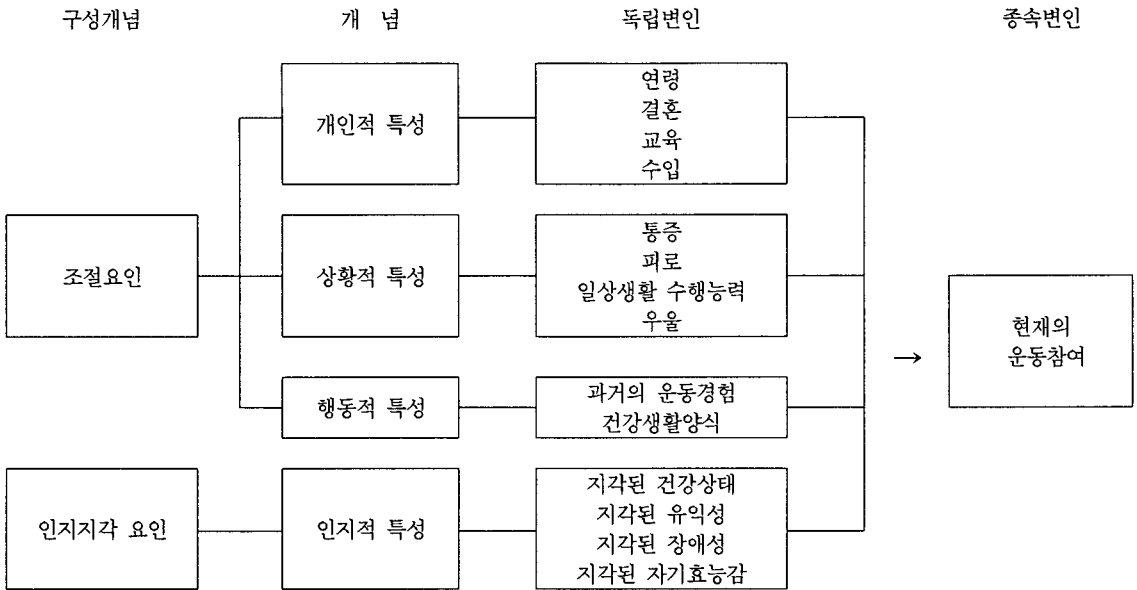 구성개념
개 념
독립변인
종속변인
조절요인
개인적 특성
연령
결혼
교육
수입
상황적 특성
통증
피로
일상생활 수행능력
우울
행동적 특성
과거의 운동경험
건강생활양식
인지지각 요인
인지적 특성
지각된 건강상태
지각된 유익성
지각된 장애성
지각된 자기효능감
→
현재의
운동참여